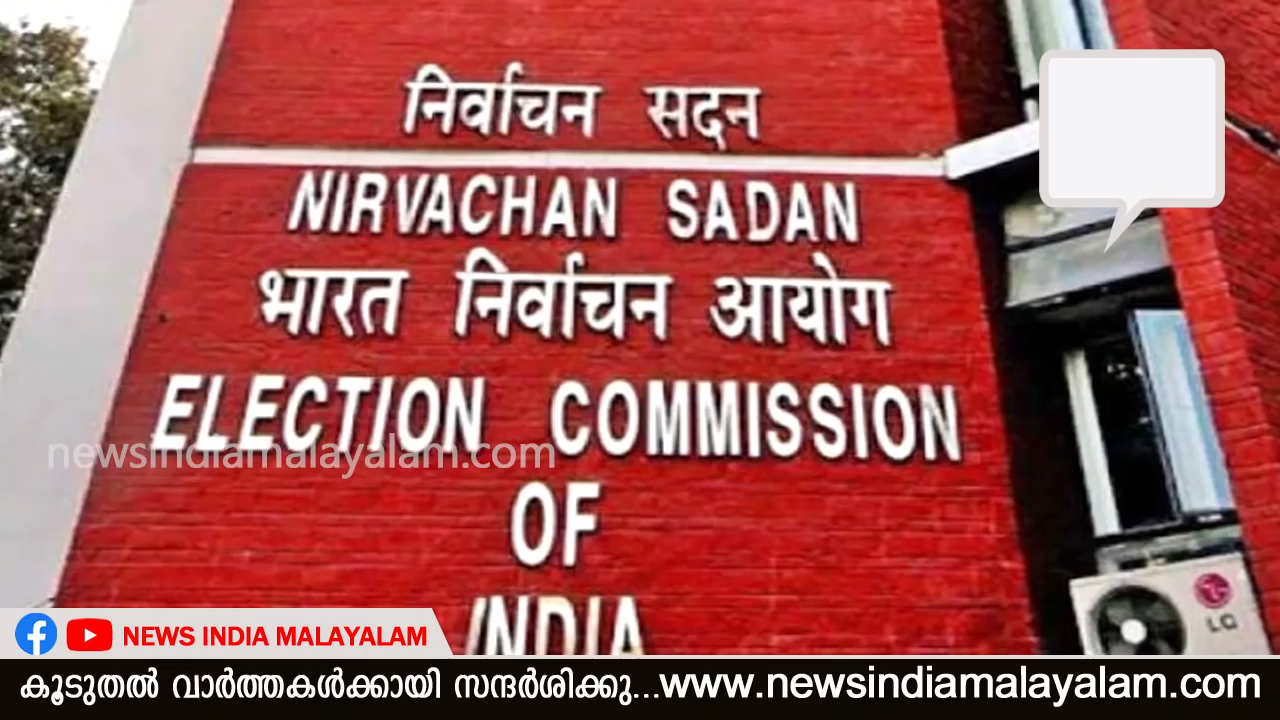 निर्वाचन सदन
NIRVACHAN SADAN
भारत निर्वाचन आयोग
ELECTION COMMISSION
newsindiamalayalam.com
OF
INDIA
LG
NEWS INDIA MALAYALAM
കൂടുതൽ വാർത്തകൾക്കായി സന്ദർശിക്കു...www.newsindiamalayalam.com